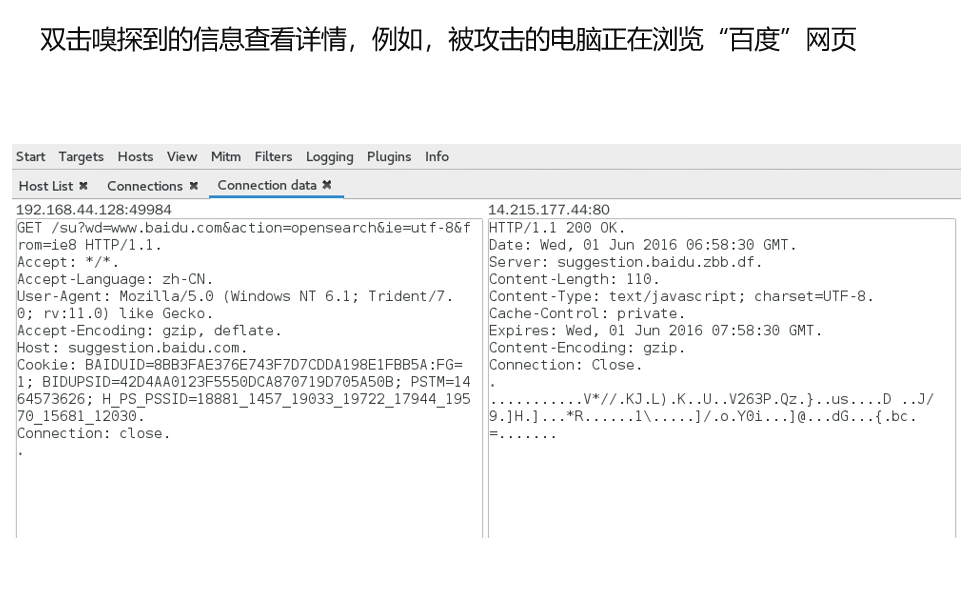 双击嗅探到的信息查看详情，例如，被攻击的电脑正在浏览“百度”网页
Start Targets Hosts View Mitm Filters Logging Plugins Info
Host List ✖ Connections ✖ Connection data ✖
192.168.44.128:49984
GET /su?wd=www.baidu.com&action=opensearch&ie=utf-8&f
rom=ie8 HTTP/1.1.
Accept: */*.
Accept-Language: zh-CN.
User-Agent: Mozilla/5.0 (Windows NT 6.1; Trident/7.
0; rv:11.0) like Gecko.
Accept-Encoding: gzip, deflate.
Host: suggestion.baidu.com.
Cookie: BAIDUID=8BB3FAE376E743F7D7CDDA198E1FBB5A:FG=
1; BIDUPSID=42D4AA0123F5550DCA870719D705A50B; PSTM=14
64573626; H_PS_PSSID=18881_1457_19033_19722_17944_195
70_15681_12030.
Connection: close.
.
14.215.177.44:80
HTTP/1.1 200 OK.
Date: Wed, 01 Jun 2016 06:58:30 GMT.
Server: suggestion.baidu.zbb.df.
Content-Length: 110.
Content-Type: text/javascript; charset=UTF-8.
Cache-Control: private.
Expires: Wed, 01 Jun 2016 07:58:30 GMT.
Content-Encoding: gzip.
Connection: Close.
.
...........V*//.KJ.L).K..U..V263P.Qz.}..us....D ..J/
9.]H.]...*R......1\.....]/.o.Y0i...]@...dG...{.bc.
=.......